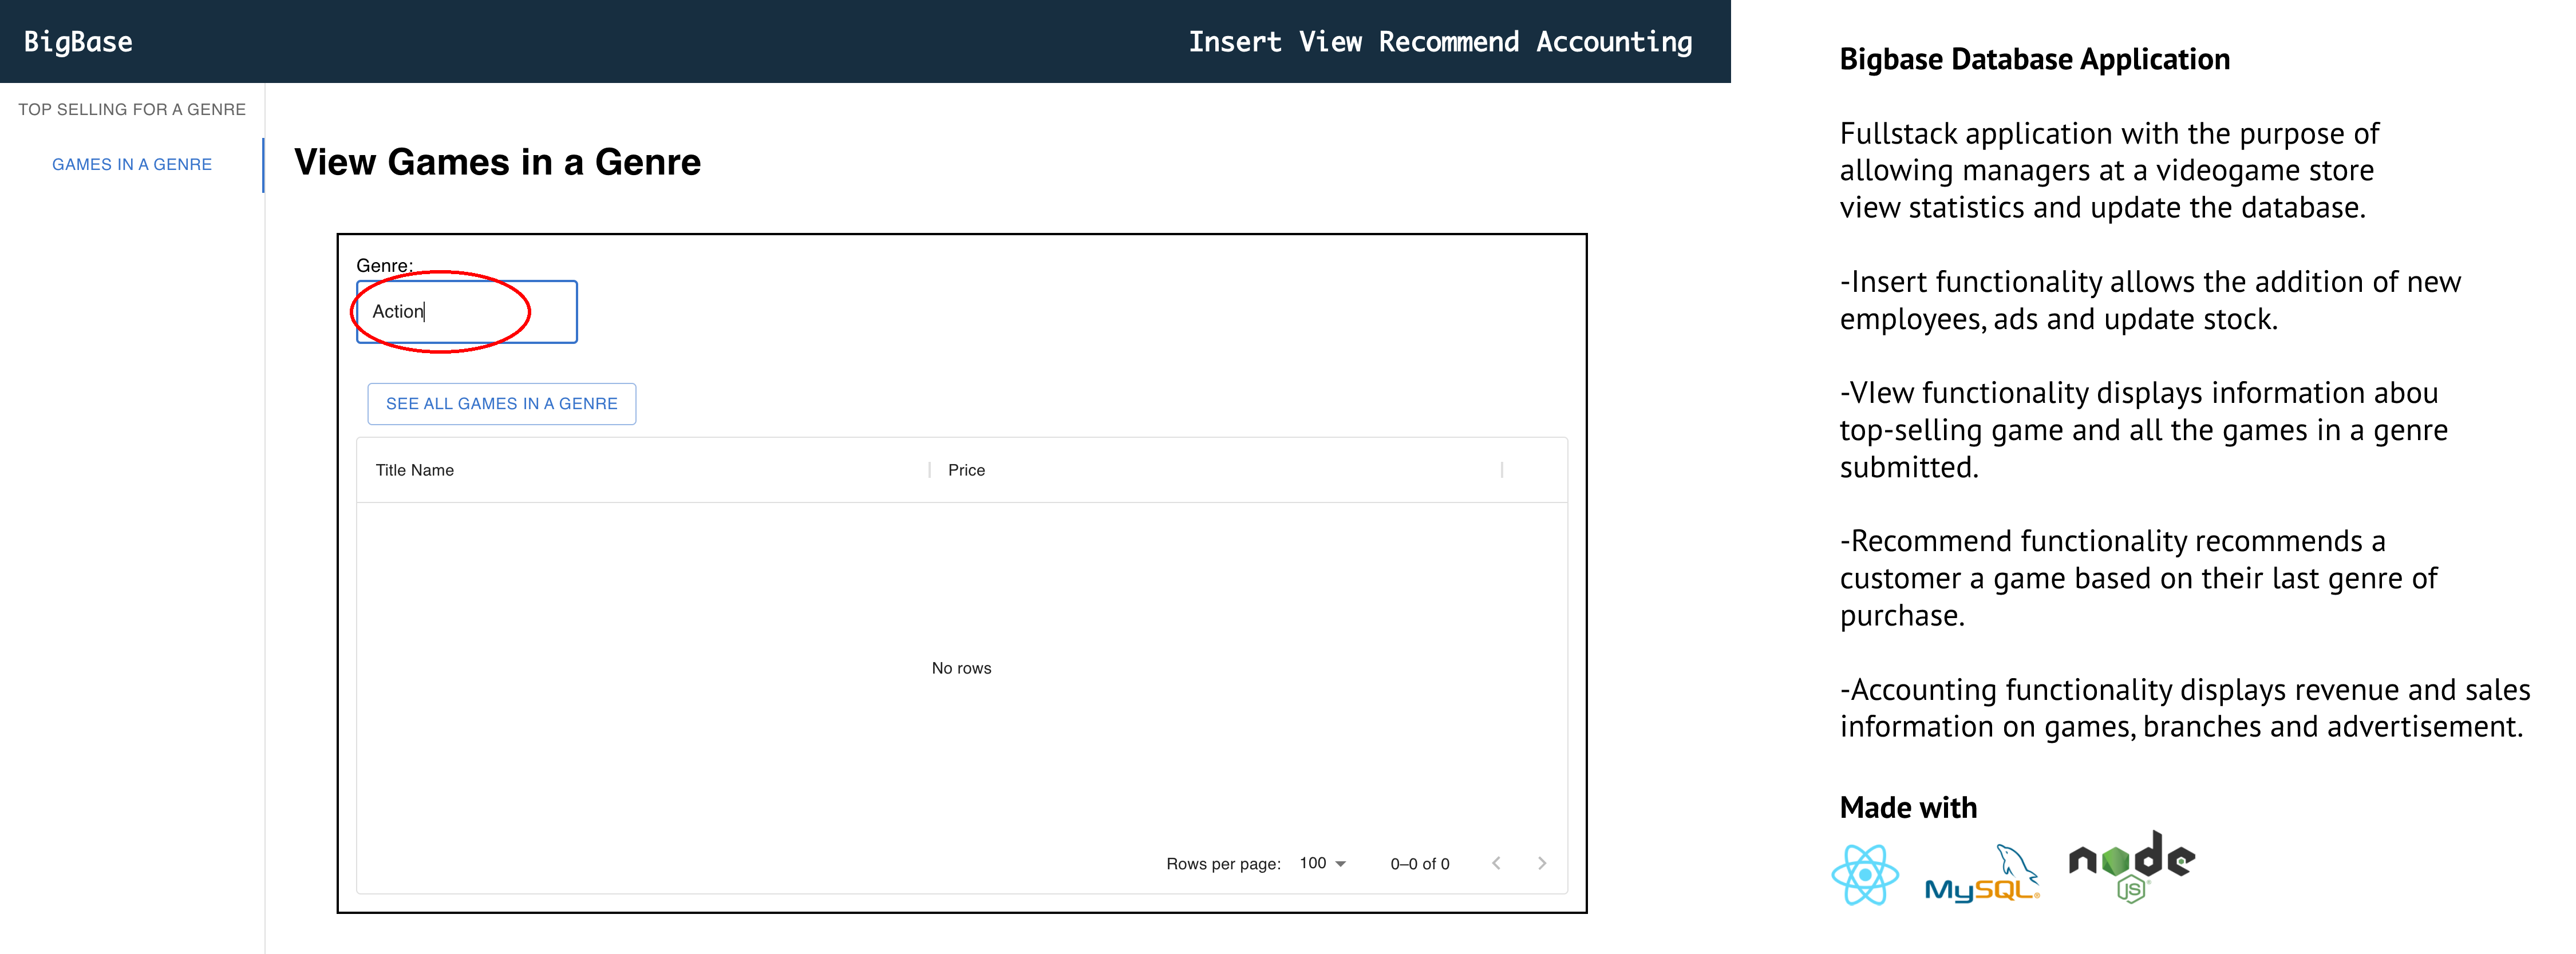 BigBase
Insert View Recommend Accounting
TOP SELLING FOR A GENRE
GAMES IN A GENRE
View Games in a Genre
Genre:
Action
SEE ALL GAMES IN A GENRE
Title Name
Price
No rows
Rows per page: 100 0–0 of 0
Bigbase Database Application
Fullstack application with the purpose of
allowing managers at a videogame store
view statistics and update the database.
-Insert functionality allows the addition of new
employees, ads and update stock.
-VIew functionality displays information abou
top-selling game and all the games in a genre
submitted.
-Recommend functionality recommends a
customer a game based on their last genre of
purchase.
-Accounting functionality displays revenue and sales
information on games, branches and advertisement.
Made with
MySQL
node
JS